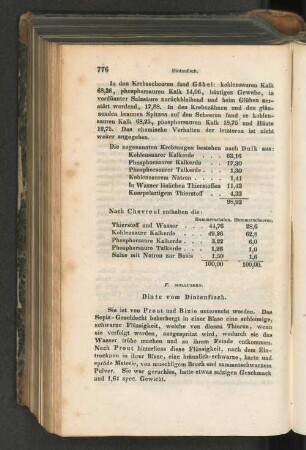 776 Dintenfisch.
In den Krebsscheeren fand Göbel: kohlensauren Kalk
68,36, phosphorsauren Kalk 14,06, häutiges Gewebe, in
verdünnter Salzsäure zurückbleibend und beim Glühen zer-
stört werdend, 17,68. In den Krebszähnen und den glän-
zenden braunen Spitzen auf den Scheeren fand er kohlen-
sauren Kalk 68,25, phosphorsauren Kalk 18,75 und Häute
12,75. Das chemische Verhalten der letzteren ist nicht
weiter angegeben.
Die sogenannten Krebsaugen bestehen nach Dulk aus:
Kohlensaurer Kalkerde . . . 63,16
Phosphorsaurer Kalkerde . . . 17,30
Phosphorsaurer Talkerde . . . 1,30
Kohlensaurem Natron . . . . 1,41
In Wasser löslichen Thierstoffen 11,43
Knorpelartigem Thierstoff . . 4,33
98,93
Nach Chevreul enthalten die:
Hummerschalen. Hummerscheeren.
Thierstoff und Wasser . . . 44,76 28,6
Kohlensaure Kalkerde . . . . 49,26 62,8
Phosphorsaure Kalkerde . . . 3,22 6,0
Phosphorsaure Talkerde . . . 1,26 1,0
Salze mit Natron zur Basis . . 1,50 1,6
100,00 100,00.
F. MOLLUSKEN.
Dinte vom Dintenfisch.
Sie ist von Prout und Bizio untersucht worden. Das
Sepia-Geschlecht beherbergt in einer Blase eine schleimige,
schwarze Flüssigkeit, welche von diesen Thieren, wenn
sie verfolgt werden, ausgespritzt wird, wodurch sie das
Wasser trübe machen und so ihrem Feinde entkommen.
Nach Prout hinterliess diese Flüssigkeit, nach dem Ein-
trocknen in ihrer Blase, eine bräunlich-schwarze, harte und
spröde Materie, von muschligem Bruch und sammetschwarzem
Pulver. Sie war geruchlos, hatte etwas salzigen Geschmack
und 1,64 spec. Gewicht.